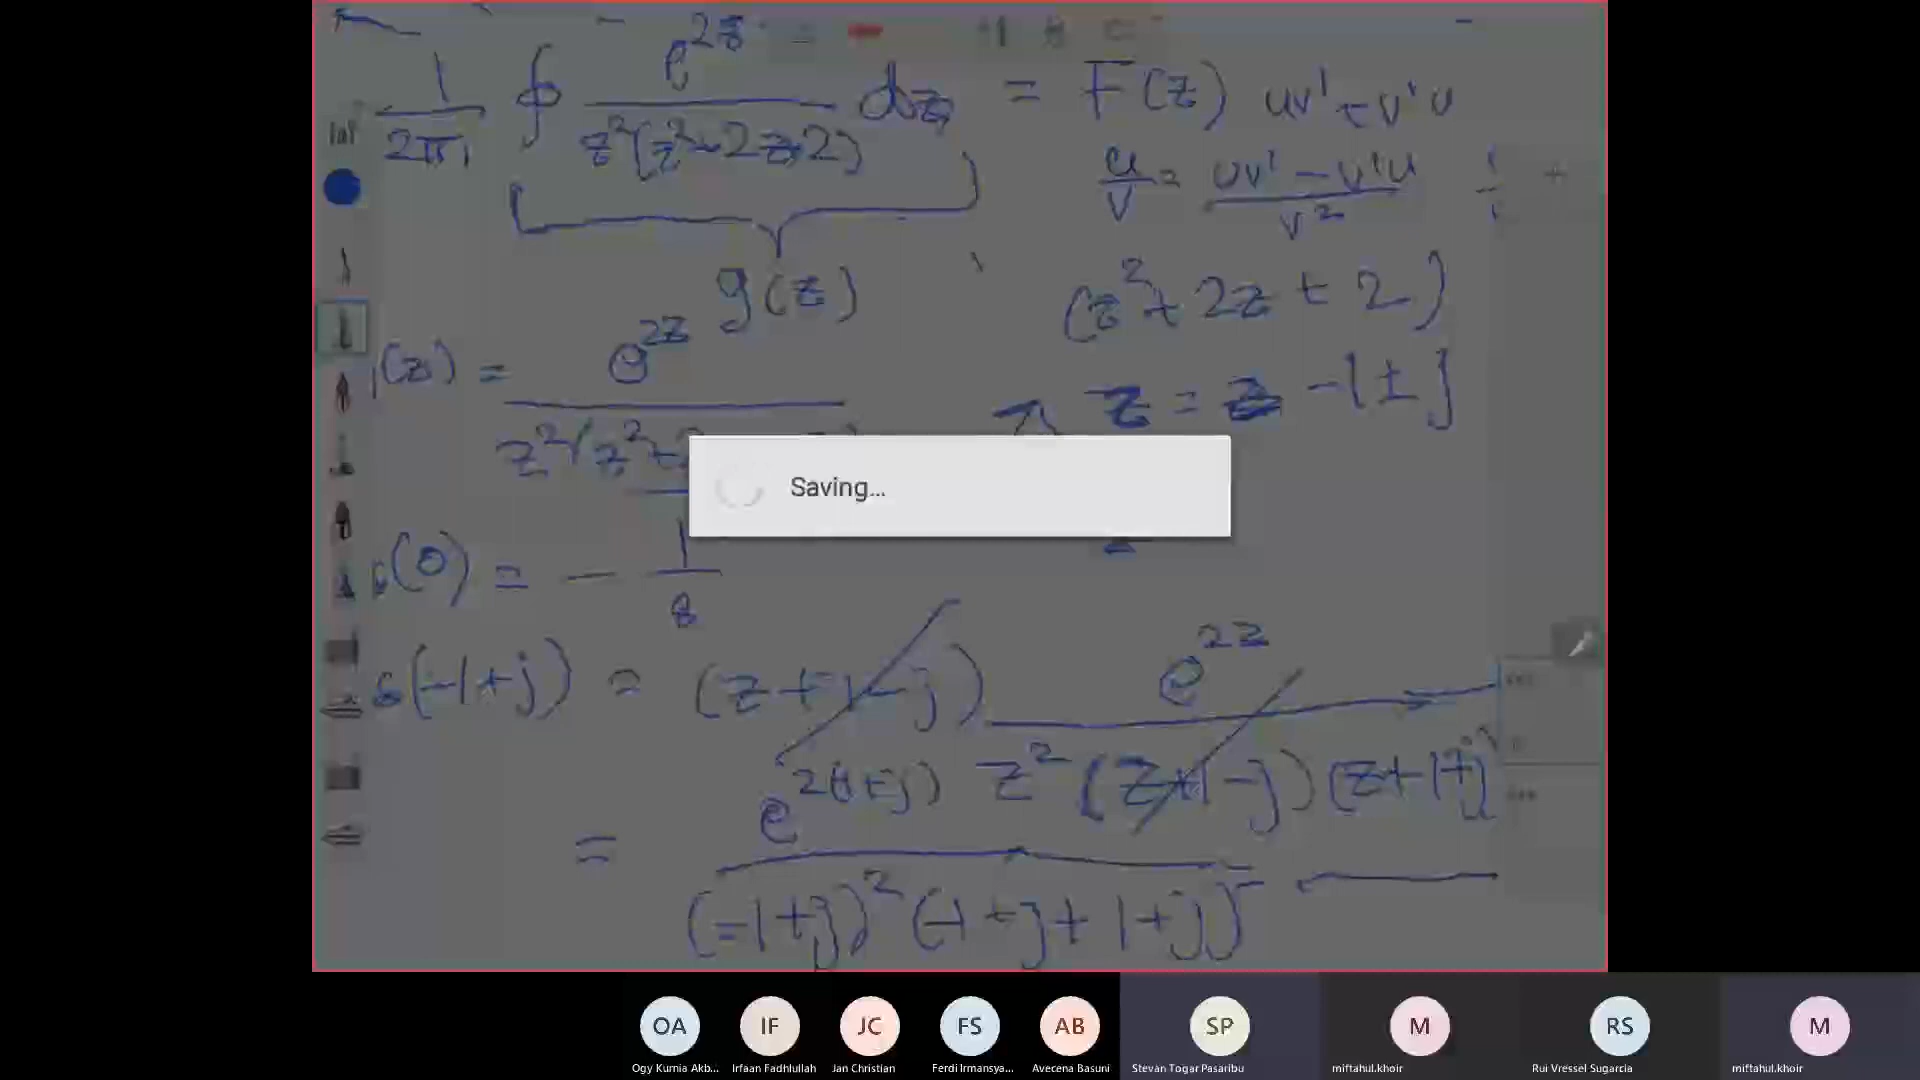 e^{2z}
1/2πi ∮ e^{2z} / z²(z²+2z+2) dz = F(z) uv' + v'u
u/v = uv' - v'u / v²
g(z)
(z²+2z+2)
(z) = e^{2z} / z²(z²+2
z = -1 ± j
Saving...
(0) = - 1/8
(-1+j) = (z+1-j) e^{2z} / z²(z+1-j)(z+1+j)
= e^{2(1+j)} / (-1+j)²(-1+j+1+j)
OA IF JC FS AB SP M RS M
Ogy Kurnia Akb... Irfaan Fadhlullah Jan Christian Ferdi Irmansya... Avecena Basuni Stevan Togar Pasaribu miftahul.khoir Rui Vressel Sugarcia miftahul.khoir